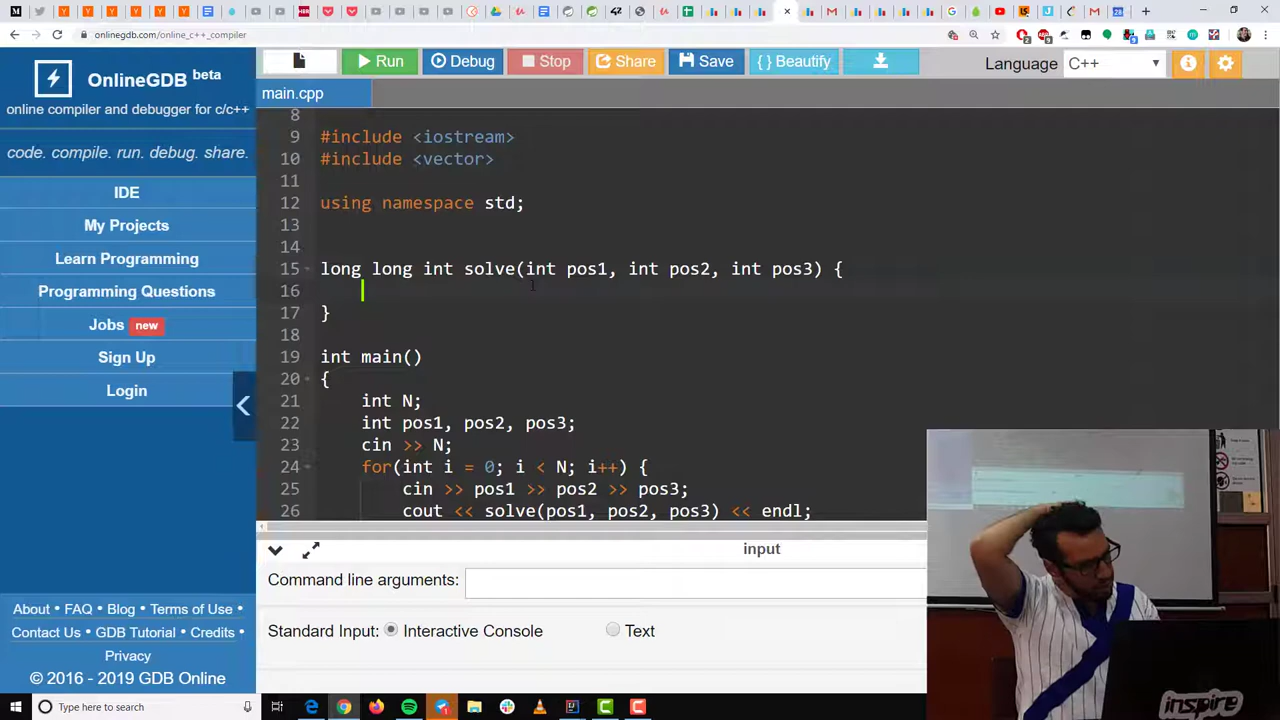 onlinegdb.com/online_c++_compiler
OnlineGDB beta
online compiler and debugger for c/c++
code. compile. run. debug. share.
IDE
My Projects
Learn Programming
Programming Questions
Jobs new
Sign Up
Login
About • FAQ • Blog • Terms of Use •
Contact Us • GDB Tutorial • Credits •
Privacy
© 2016 - 2019 GDB Online
Run
Debug
Stop
Share
Save
{ } Beautify
Language
C++
main.cpp
8
9 #include <iostream>
10 #include <vector>
11
12 using namespace std;
13
14
15 long long int solve(int pos1, int pos2, int pos3) {
16
17 }
18
19 int main()
20 {
21 int N;
22 int pos1, pos2, pos3;
23 cin >> N;
24 for(int i = 0; i < N; i++) {
25 cin >> pos1 >> pos2 >> pos3;
26 cout << solve(pos1, pos2, pos3) << endl;
input
Command line arguments:
Standard Input: Interactive Console Text
inspire
Type here to search